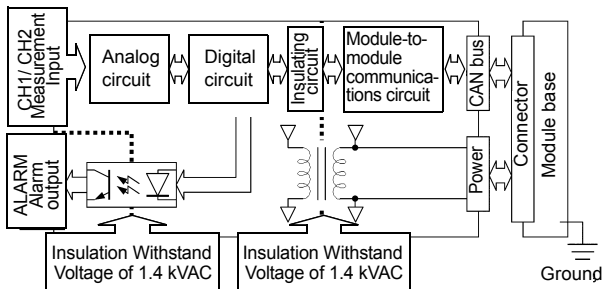 CH1/ CH2
Measurement
Input
Analog
circuit
Digital
circuit
Insulating
circuit
Module-to-
module
communica-
tions circuit
CAN bus
Connector
Module base
ALARM
Alarm
output
Power
Insulation Withstand
Voltage of 1.4 kVAC
Insulation Withstand
Voltage of 1.4 kVAC
Ground